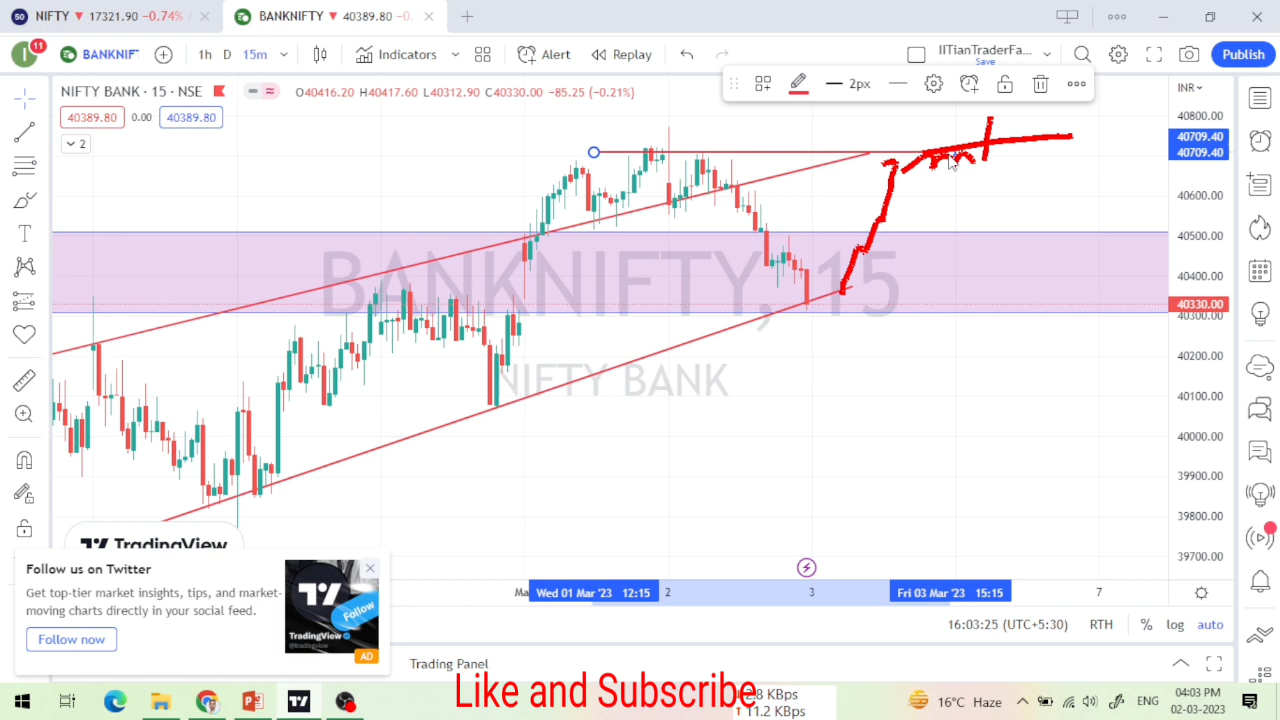 NIFTY ▼ 17321.90 −0.74%
BANKNIFTY ▼ 40389.80 −0.
11
BANKNIF
1h D 15m
Indicators
Alert
Replay
IITianTraderFa...
Save
Publish
2px
NIFTY BANK · 15 · NSE
O40416.20 H40417.60 L40312.90 C40330.00 −85.25 (−0.21%)
40389.80 0.00 40389.80
2
INR
40800.00
40709.40
40709.40
40600.00
40500.00
40400.00
40330.00
40300.00
40200.00
40100.00
40000.00
39900.00
39800.00
39700.00
BANKNIFTY, 15
NIFTY BANK
TradingView
Follow us on Twitter
Get top-tier market insights, tips, and market-
moving charts directly in your social feed.
Follow now
Follow
TradingView
@tradingview
AD
Ma
Wed 01 Mar '23 12:15
2
3
Fri 03 Mar '23 15:15
7
16:03:25 (UTC+5:30) RTH % log auto
Trading Panel
Like and Subscribe
2.8 KBps
11.2 KBps
16°C Haze
ENG
04:03 PM
02-03-2023